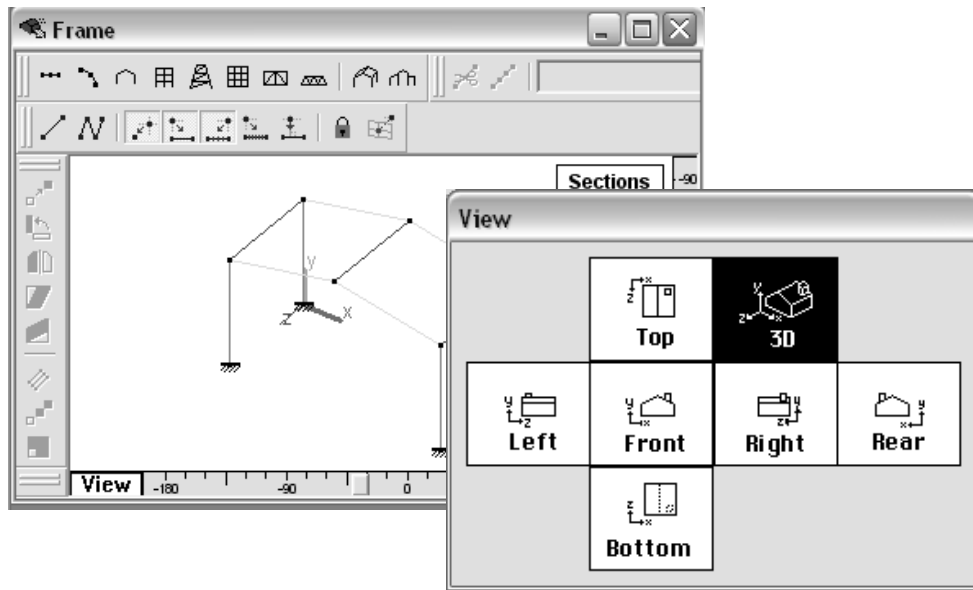 Frame
Sections
-90
y
x
z
View
-180
-90
0
View
x
z
Top
y
z
x
3D
y
z
Left
y
x
Front
y
z
Right
y
x
Rear
z
x
Bottom